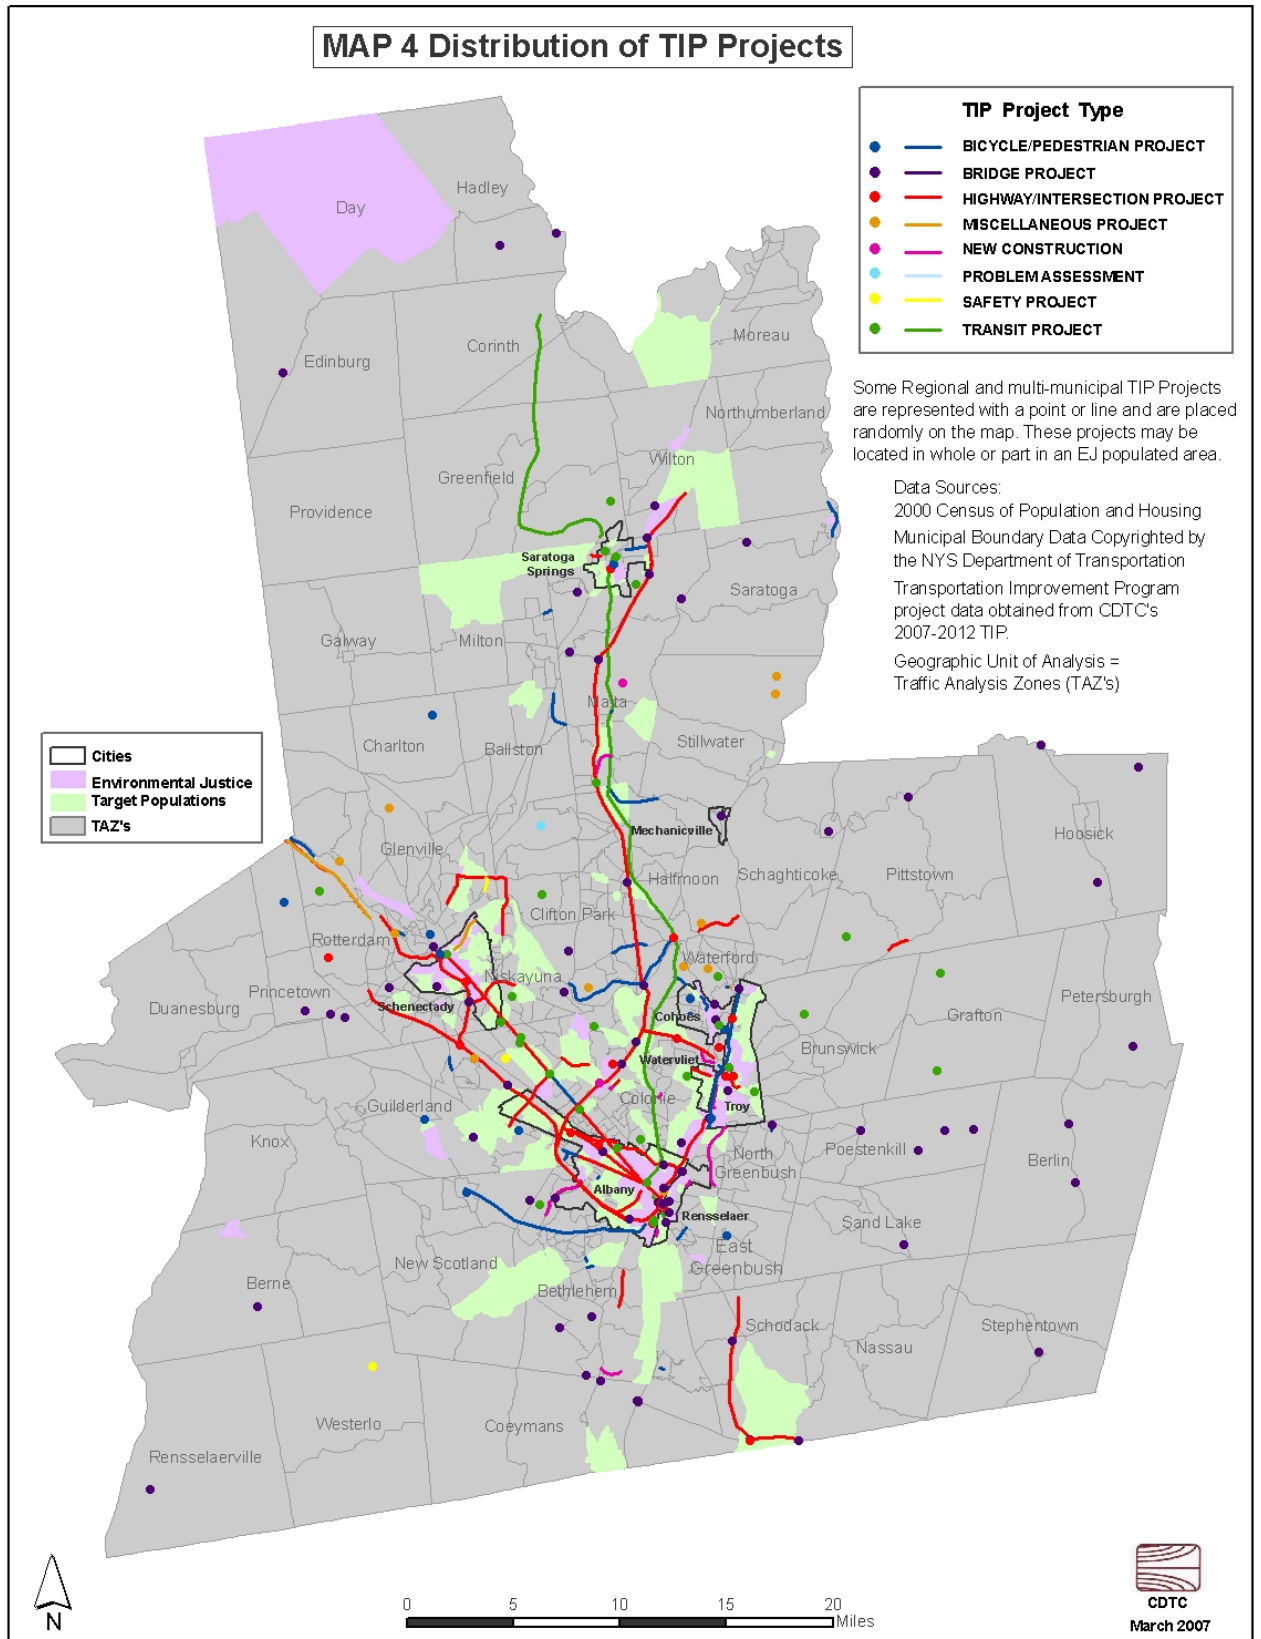 MAP 4 Distribution of TIP Projects
TIP Project Type
BICYCLE/PEDESTRIAN PROJECT
BRIDGE PROJECT
HIGHWAY/INTERSECTION PROJECT
MISCELLANEOUS PROJECT
NEW CONSTRUCTION
PROBLEM ASSESSMENT
SAFETY PROJECT
TRANSIT PROJECT
Some Regional and multi-municipal TIP Projects
are represented with a point or line and are placed
randomly on the map. These projects may be
located in whole or part in an EJ populated area.
Data Sources:
2000 Census of Population and Housing
Municipal Boundary Data Copyrighted by
the NYS Department of Transportation
Transportation Improvement Program
project data obtained from CDTC's
2007-2012 TIP.
Geographic Unit of Analysis =
Traffic Analysis Zones (TAZ's)
Cities
Environmental Justice
Target Populations
TAZ's
Hadley
Day
Moreau
Corinth
Edinburg
Northumberland
Wilton
Greenfield
Providence
Saratoga
Springs
Saratoga
Galway
Milton
Malta
Charlton
Ballston
Stillwater
Mechanicville
Hoosick
Glenville
Halfmoon
Schaghticoke
Pittstown
Clifton Park
Rotterdam
Waterford
Niskayuna
Princetown
Schenectady
Duanesburg
Cohoes
Grafton
Petersburgh
Watervliet
Brunswick
Colonie
Guilderland
Troy
Knox
North
Greenbush
Poestenkill
Berlin
Albany
Rensselaer
Sand Lake
East
Greenbush
New Scotland
Berne
Bethlehem
Schodack
Stephentown
Nassau
Westerlo
Coeymans
Rensselaerville
N
0 5 10 15 20
Miles
CDTC
March 2007